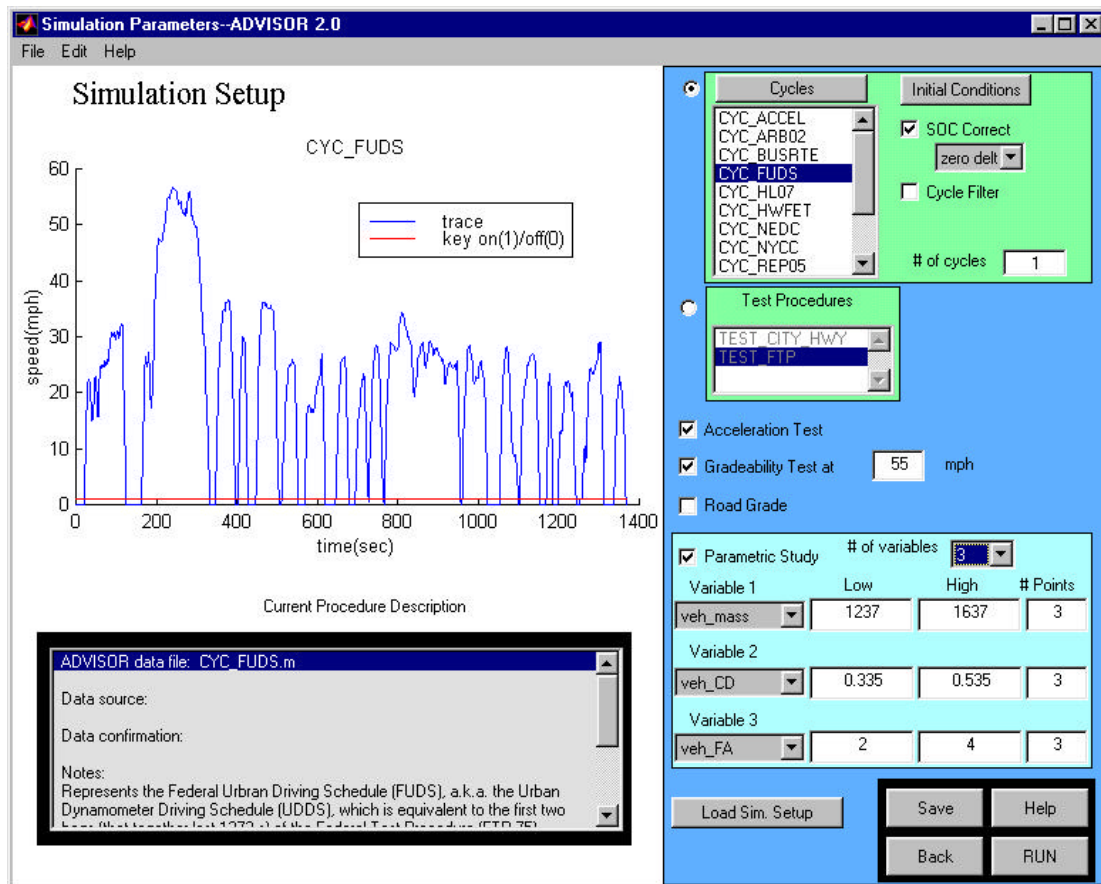 Simulation Parameters--ADVISOR 2.0
File Edit Help
Simulation Setup
CYC_FUDS
60
50
40
30
20
10
0
speed(mph)
trace
key on(1)/off(0)
0 200 400 600 800 1000 1200 1400
time(sec)
Current Procedure Description
ADVISOR data file: CYC_FUDS.m
Data source:
Data confirmation:
Notes:
Represents the Federal Urbran Driving Schedule (FUDS), a.k.a. the Urban
Dynamometer Driving Schedule (UDDS), which is equivalent to the first two
Cycles
CYC_ACCEL
CYC_ARB02
CYC_BUSRTE
CYC_FUDS
CYC_HL07
CYC_HWFET
CYC_NEDC
CYC_NYCC
CYC_REP05
Initial Conditions
SOC Correct
zero delt
Cycle Filter
# of cycles 1
Test Procedures
TEST_CITY_HWY
TEST_FTP
Acceleration Test
Gradeability Test at 55 mph
Road Grade
Parametric Study # of variables 3
Variable 1 Low High # Points
veh_mass 1237 1637 3
Variable 2
veh_CD 0.335 0.535 3
Variable 3
veh_FA 2 4 3
Load Sim. Setup
Save Help
Back RUN